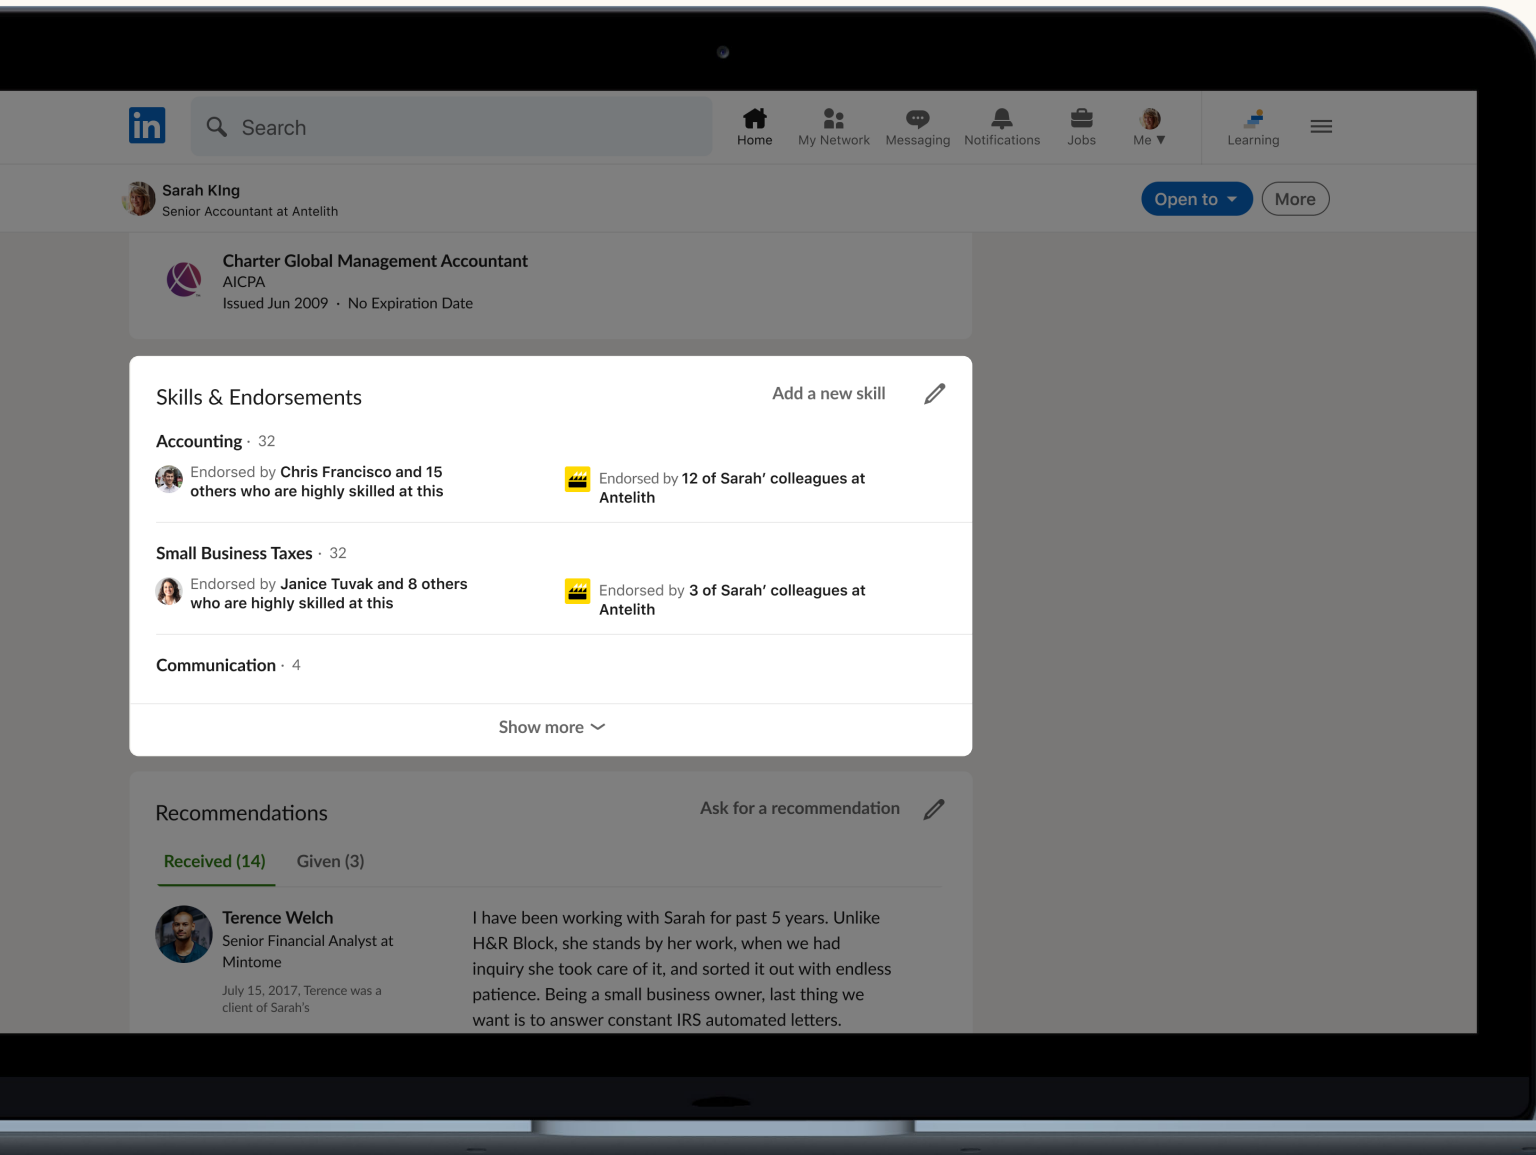 in
Search
Home
My Network
Messaging
Notifications
Jobs
Me ▼
Learning
Sarah KIng
Senior Accountant at Antelith
Open to
More
Charter Global Management Accountant
AICPA
Issued Jun 2009 · No Expiration Date
Skills & Endorsements
Add a new skill
Accounting · 32
Endorsed by Chris Francisco and 15
others who are highly skilled at this
Endorsed by 12 of Sarah’ colleagues at
Antelith
Small Business Taxes · 32
Endorsed by Janice Tuvak and 8 others
who are highly skilled at this
Endorsed by 3 of Sarah’ colleagues at
Antelith
Communication · 4
Show more
Recommendations
Ask for a recommendation
Received (14)
Given (3)
Terence Welch
Senior Financial Analyst at
Mintome
July 15, 2017, Terence was a
client of Sarah’s
I have been working with Sarah for past 5 years. Unlike
H&R Block, she stands by her work, when we had
inquiry she took care of it, and sorted it out with endless
patience. Being a small business owner, last thing we
want is to answer constant IRS automated letters.